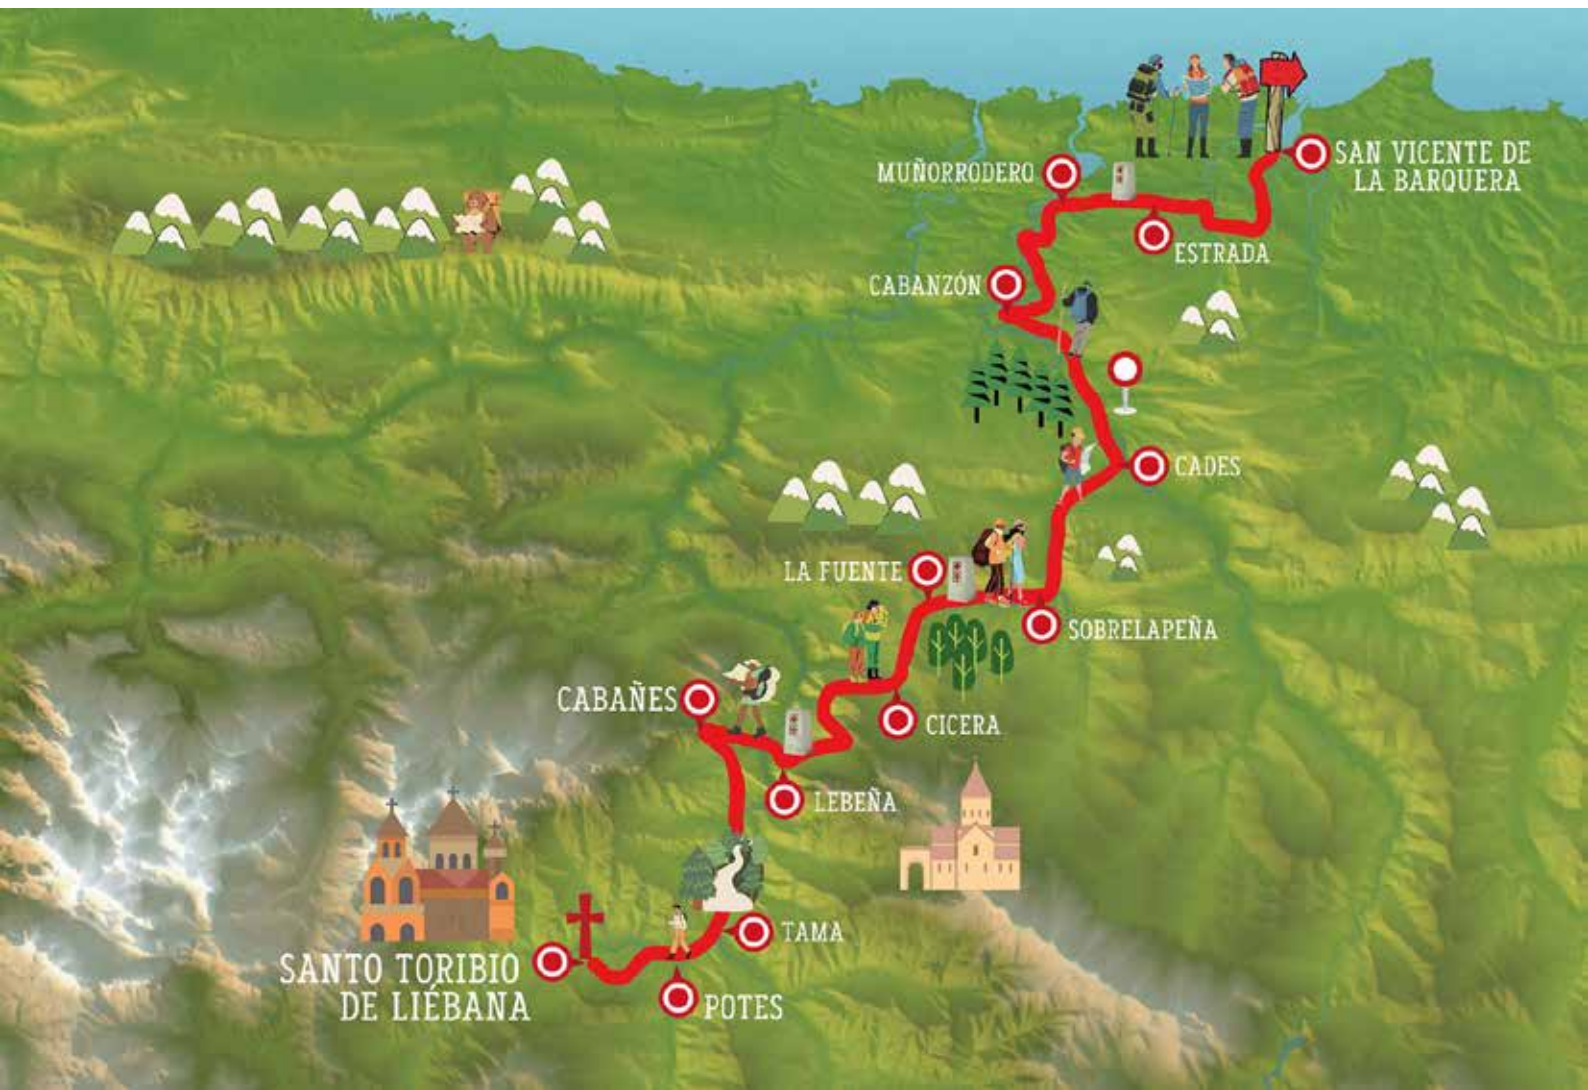 SAN VICENTE DE
LA BARQUERA
MUÑORRODERO
ESTRADA
CABANZÓN
CADES
LA FUENTE
SOBRELAPEÑA
CABAÑES
CICERA
LEBEÑA
TAMA
SANTO TORIBIO
DE LIÉBANA
POTES